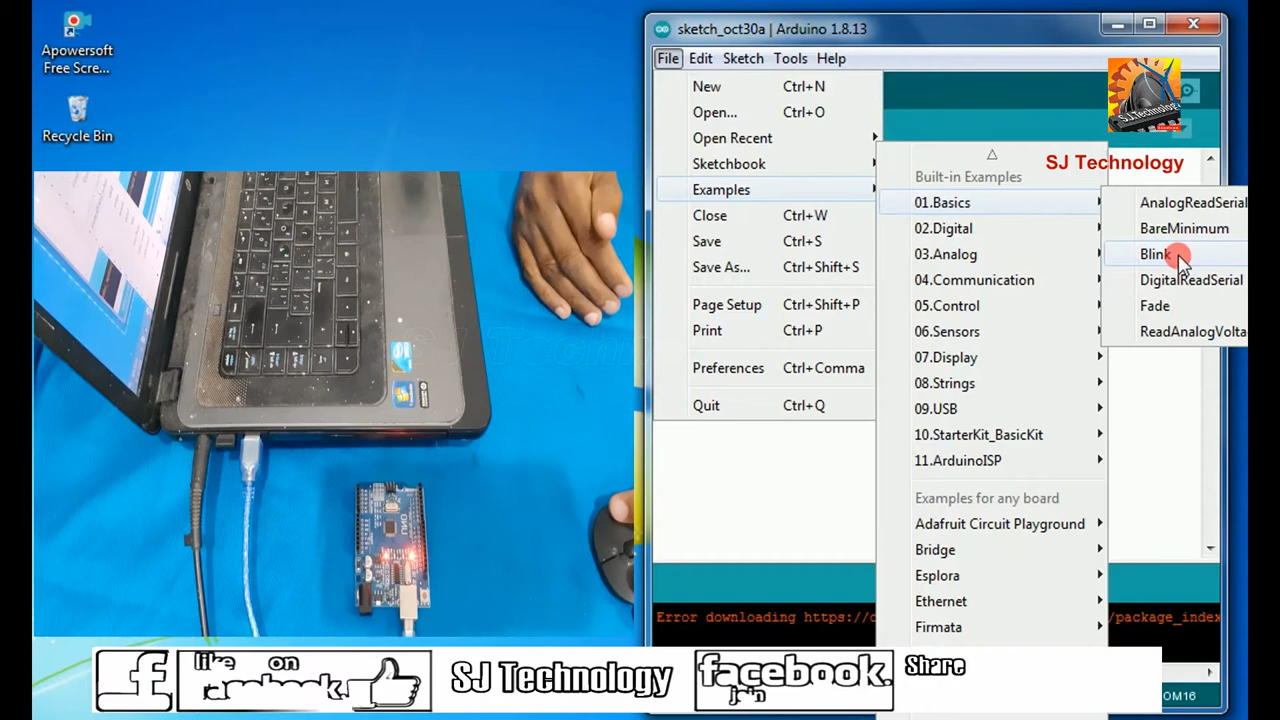 Apowersoft
Free Scre...
Recycle Bin
sketch_oct30a | Arduino 1.8.13
File Edit Sketch Tools Help
New Ctrl+N
Open... Ctrl+O
Open Recent
Sketchbook
Examples
Close Ctrl+W
Save Ctrl+S
Save As... Ctrl+Shift+S
Page Setup Ctrl+Shift+P
Print Ctrl+P
Preferences Ctrl+Comma
Quit Ctrl+Q
Built-in Examples
01.Basics
02.Digital
03.Analog
04.Communication
05.Control
06.Sensors
07.Display
08.Strings
09.USB
10.StarterKit_BasicKit
11.ArduinoISP
Examples for any board
Adafruit Circuit Playground
Bridge
Esplora
Ethernet
Firmata
AnalogReadSerial
BareMinimum
Blink
DigitalReadSerial
Fade
ReadAnalogVolta
SJ Technology
SJ.Technology
UNO
Error downloading https://d
/package_index
OM16
like on
facebook
SJ Technology
facebook.
join
Share